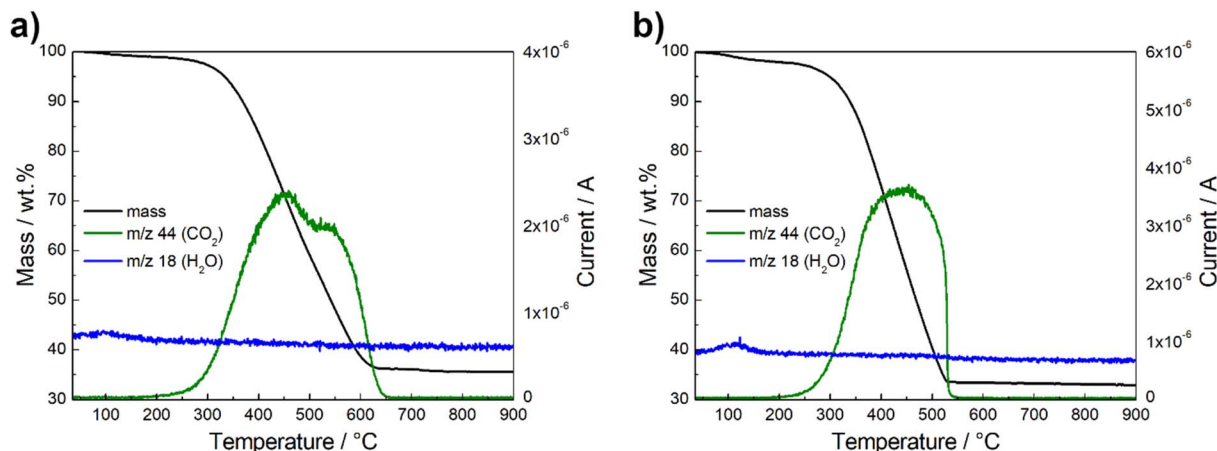 a)
100
90
80
70
60
50
40
30
Mass / wt.%
mass
m/z 44 (CO₂)
m/z 18 (H₂O)
4x10⁻⁶
3x10⁻⁶
2x10⁻⁶
1x10⁻⁶
0
Current / A
100 200 300 400 500 600 700 800 900
Temperature / °C
b)
100
90
80
70
60
50
40
30
Mass / wt.%
mass
m/z 44 (CO₂)
m/z 18 (H₂O)
6x10⁻⁶
5x10⁻⁶
4x10⁻⁶
3x10⁻⁶
2x10⁻⁶
1x10⁻⁶
0
Current / A
100 200 300 400 500 600 700 800 900
Temperature / °C